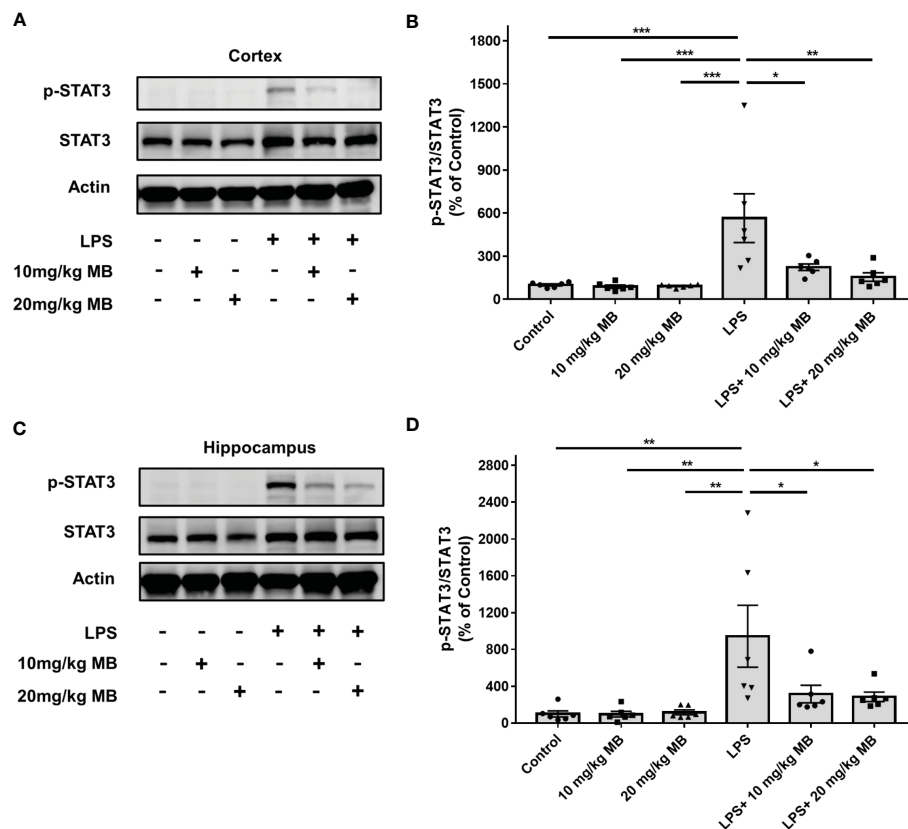 A
Cortex
p-STAT3
STAT3
Actin
LPS - - - + + +
10mg/kg MB - + - - + -
20mg/kg MB - - + - - +
B
p-STAT3/STAT3
(% of Control)
1800
1500
1200
900
600
300
0
***
***
**
***
*
Control
10 mg/kg MB
20 mg/kg MB
LPS
LPS+ 10 mg/kg MB
LPS+ 20 mg/kg MB
C
Hippocampus
p-STAT3
STAT3
Actin
LPS - - - + + +
10mg/kg MB - + - - + -
20mg/kg MB - - + - - +
D
p-STAT3/STAT3
(% of Control)
2800
2400
2000
1600
1200
800
400
0
**
**
*
**
*
Control
10 mg/kg MB
20 mg/kg MB
LPS
LPS+ 10 mg/kg MB
LPS+ 20 mg/kg MB